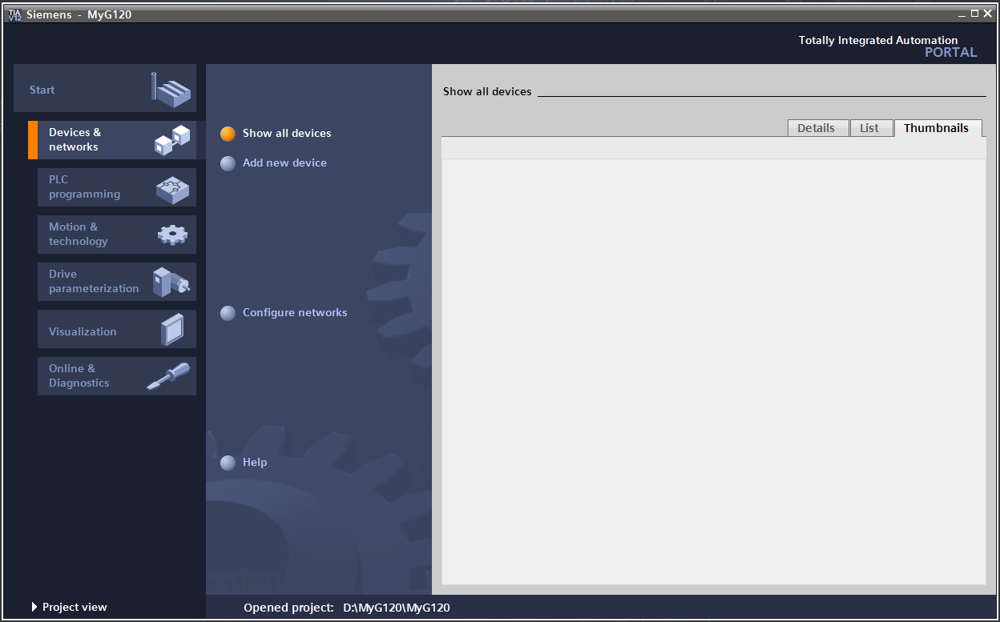 TIA
V12
Siemens - MyG120
Totally Integrated Automation
PORTAL
Start
Devices &
networks
PLC
programming
Motion &
technology
Drive
parameterization
Visualization
Online &
Diagnostics
Project view
Show all devices
Add new device
Configure networks
Help
Show all devices
Details
List
Thumbnails
Opened project: D:\MyG120\MyG120